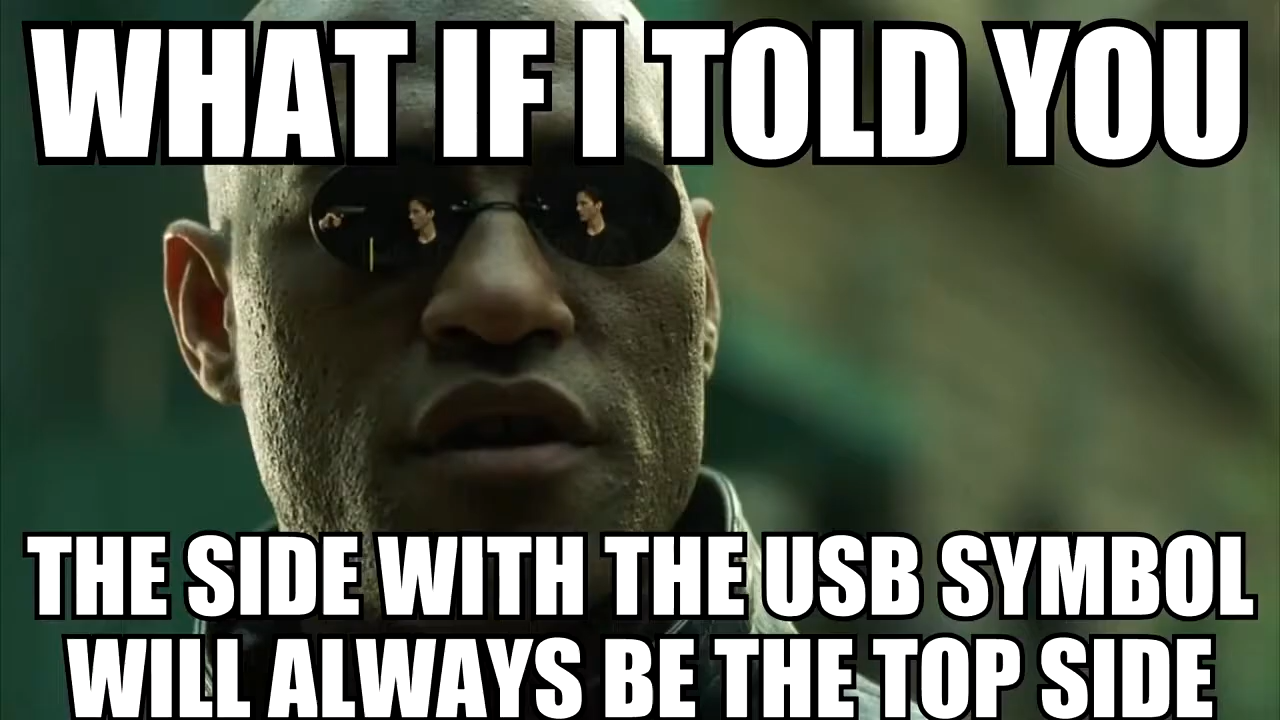 WHAT IF I TOLD YOU
THE SIDE WITH THE USB SYMBOL
WILL ALWAYS BE THE TOP SIDE